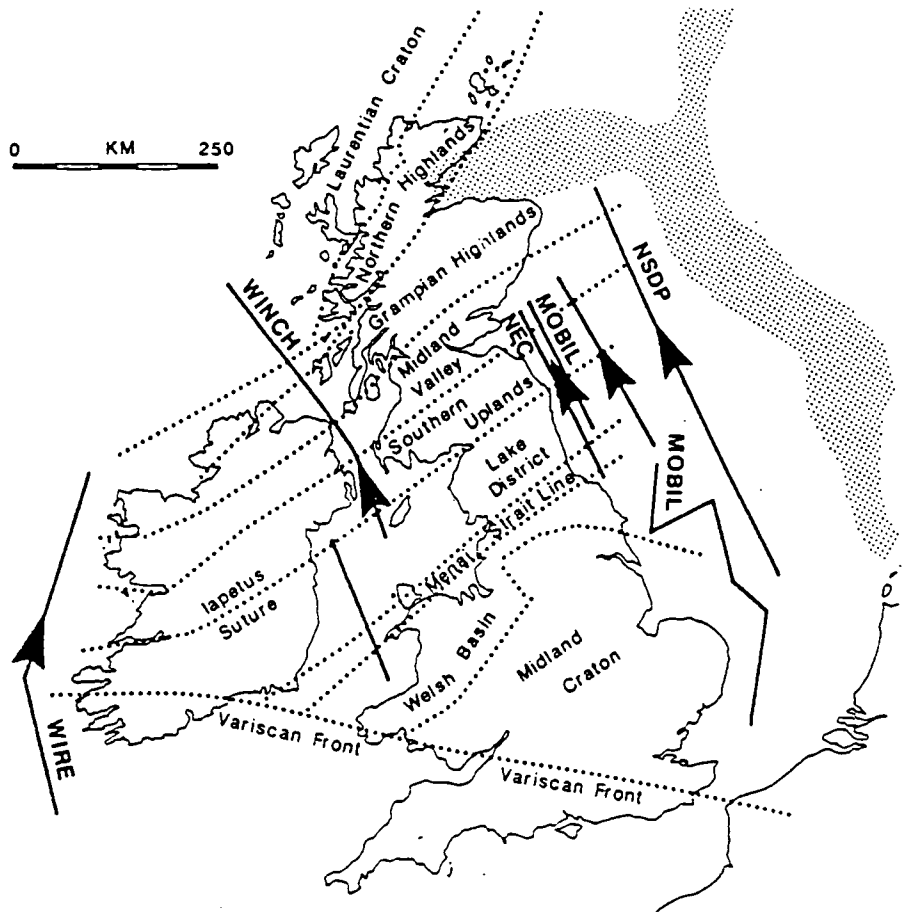 0 KM 250
Laurentian Craton
Northern Highlands
Grampian Highlands
WINCH
Midland
Valley
Southern Uplands
NEC
MOBIL
NSDP
MOBIL
Lake
District
Menai Strait Line
Iapetus
Suture
Welsh Basin
Midland
Craton
WIRE
Variscan Front
Variscan Front